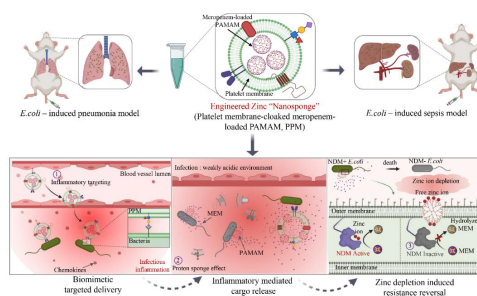 Meropenem-loaded
PAMAM
Platelet membrane
Engineered Zinc “Nanosponge”
(Platelet membrane-cloaked meropenem-
loaded PAMAM, PPM)
E.coli – induced pneumonia model
E.coli – induced sepsis model
1
Inflammatory targeting
Blood vessel lumen
PPM
Bacteria
Chemokines
Infectious
inflammation
Biomimetic
targeted delivery
Infection : weakly acidic environment
MEM
PAMAM
2
Proton sponge effect
Inflammatory mediated
cargo release
NDM+ E.coli
death
NDM- E.coli
Zinc ion depletion
Free zinc ion
Outer membrane
Zinc
ion
NDM Active
Hydrolyze
MEM
3
NDM Inactive
MEM
Inner membrane
Zinc depletion induced
resistance reversal